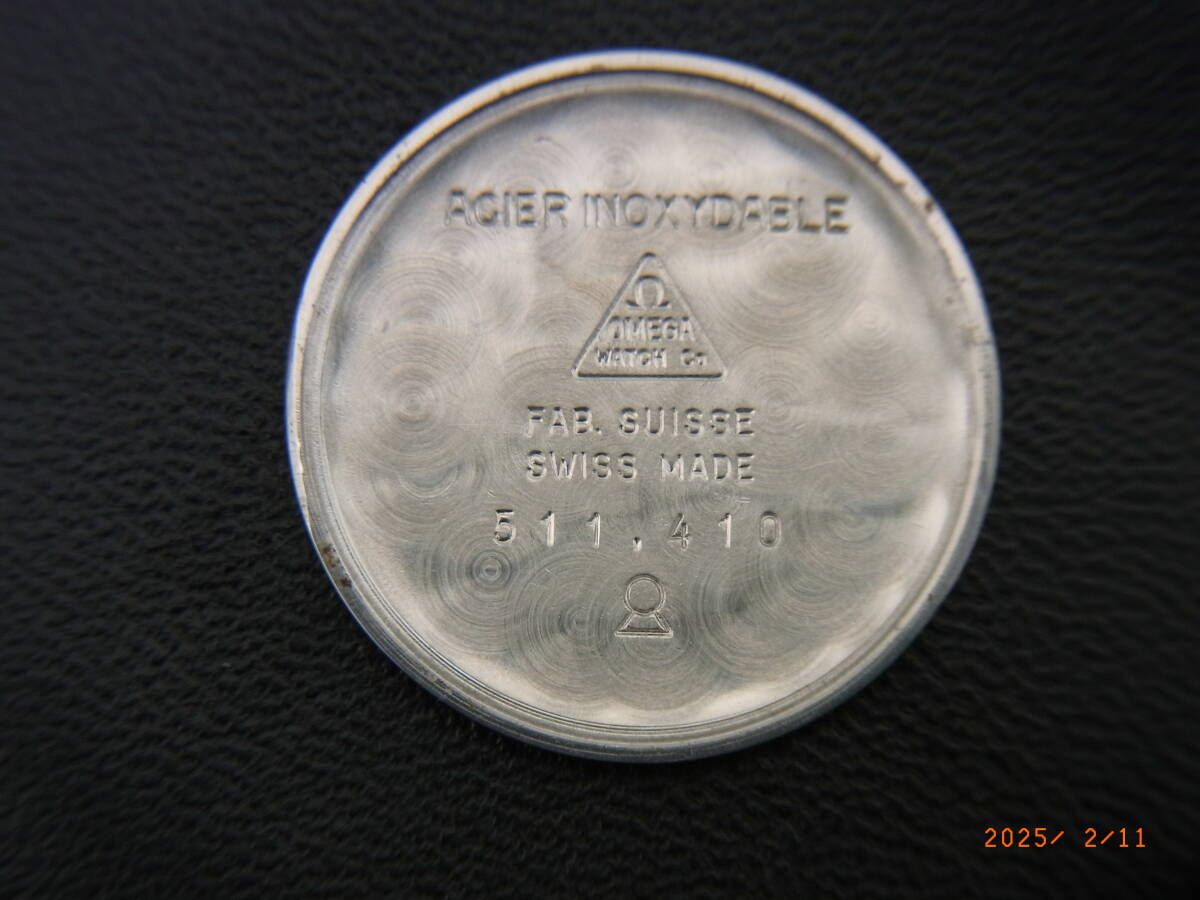 ACIER INOXYDABLE
Ω
OMEGA
WATCH Co
FAB. SUISSE
SWISS MADE
511.410
2025/ 2/11